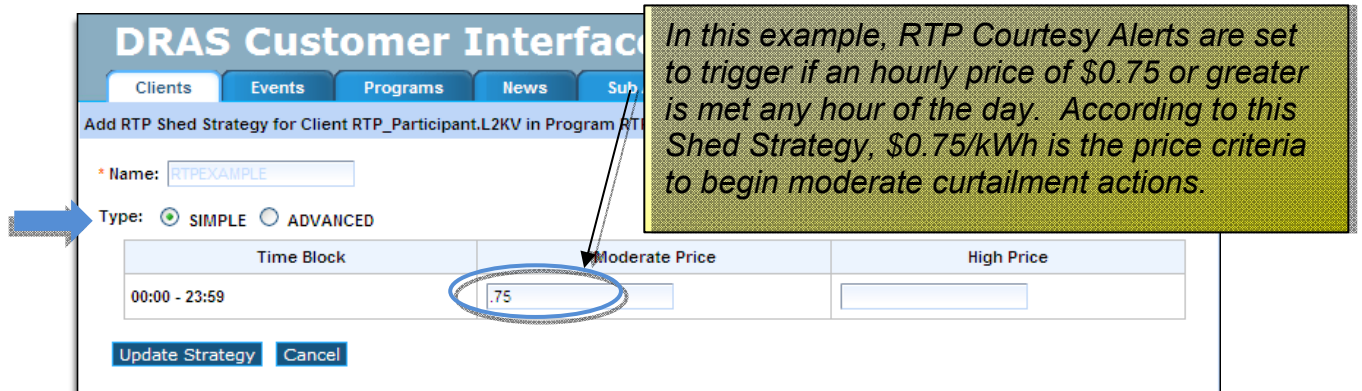 DRAS Customer Interfac
In this example, RTP Courtesy Alerts are set
to trigger if an hourly price of $0.75 or greater
is met any hour of the day. According to this
Shed Strategy, $0.75/kWh is the price criteria
to begin moderate curtailment actions.
Clients Events Programs News Sub
Add RTP Shed Strategy for Client RTP_Participant.L2KV in Program RT
* Name: RTPEXAMPLE
Type: SIMPLE ADVANCED
Time Block Moderate Price High Price
00:00 - 23:59 .75
Update Strategy Cancel